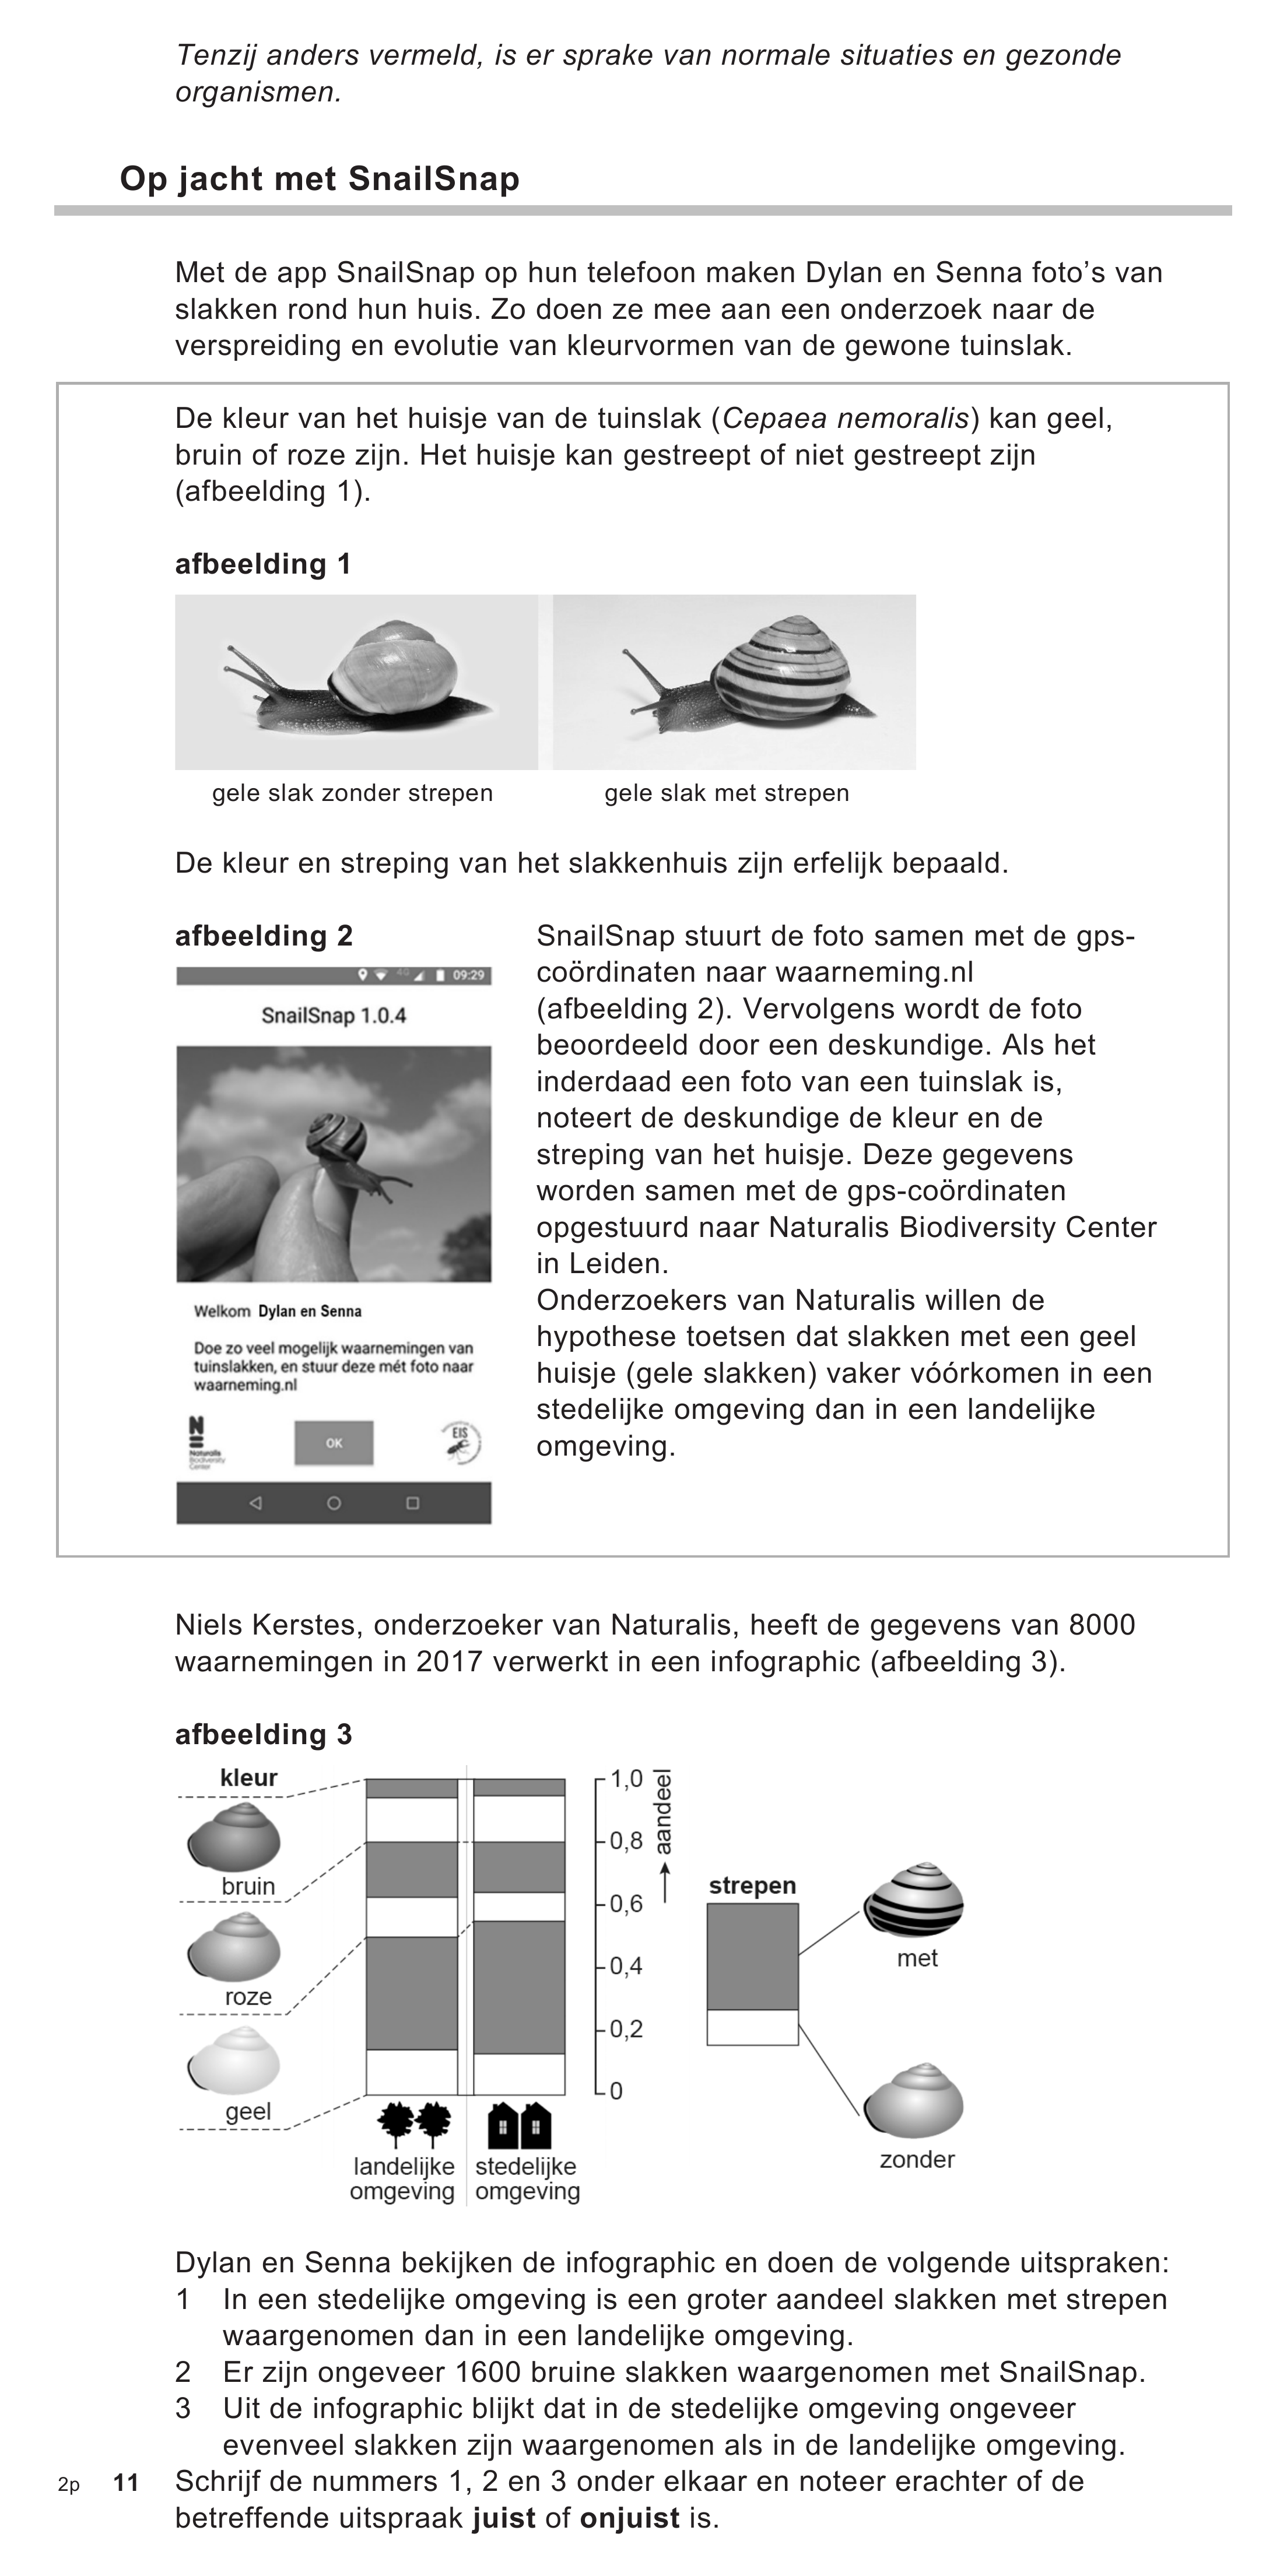 Tenzij anders vermeld, is er sprake van normale situaties en gezonde
organismen.
Op jacht met SnailSnap
Met de app SnailSnap op hun telefoon maken Dylan en Senna foto's van
slakken rond hun huis. Zo doen ze mee aan een onderzoek naar de
verspreiding en evolutie van kleurvormen van de gewone tuinslak.
De kleur van het huisje van de tuinslak (Cepaea nemoralis) kan geel,
bruin of roze zijn. Het huisje kan gestreept of niet gestreept zijn
(afbeelding 1).
afbeelding 1
gele slak zonder strepen
gele slak met strepen
De kleur en streping van het slakkenhuis zijn erfelijk bepaald.
afbeelding 2
4G 09:29
SnailSnap 1.0.4
Welkom Dylan en Senna
Doe zo veel mogelijk waarnemingen van
tuinslakken, en stuur deze mét foto naar
waarneming.nl
Naturalis
Biodiversity
Center
OK
EIS
SnailSnap stuurt de foto samen met de gps-
coördinaten naar waarneming.nl
(afbeelding 2). Vervolgens wordt de foto
beoordeeld door een deskundige. Als het
inderdaad een foto van een tuinslak is,
noteert de deskundige de kleur en de
streping van het huisje. Deze gegevens
worden samen met de gps-coördinaten
opgestuurd naar Naturalis Biodiversity Center
in Leiden.
Onderzoekers van Naturalis willen de
hypothese toetsen dat slakken met een geel
huisje (gele slakken) vaker vóórkomen in een
stedelijke omgeving dan in een landelijke
omgeving.
Niels Kerstes, onderzoeker van Naturalis, heeft de gegevens van 8000
waarnemingen in 2017 verwerkt in een infographic (afbeelding 3).
afbeelding 3
kleur
bruin
roze
geel
landelijke
omgeving
stedelijke
omgeving
1,0
0,8
0,6
0,4
0,2
0
aandeel
strepen
met
zonder
Dylan en Senna bekijken de infographic en doen de volgende uitspraken:
1 In een stedelijke omgeving is een groter aandeel slakken met strepen
waargenomen dan in een landelijke omgeving.
2 Er zijn ongeveer 1600 bruine slakken waargenomen met SnailSnap.
3 Uit de infographic blijkt dat in de stedelijke omgeving ongeveer
evenveel slakken zijn waargenomen als in de landelijke omgeving.
2p 11 Schrijf de nummers 1, 2 en 3 onder elkaar en noteer erachter of de
betreffende uitspraak juist of onjuist is.